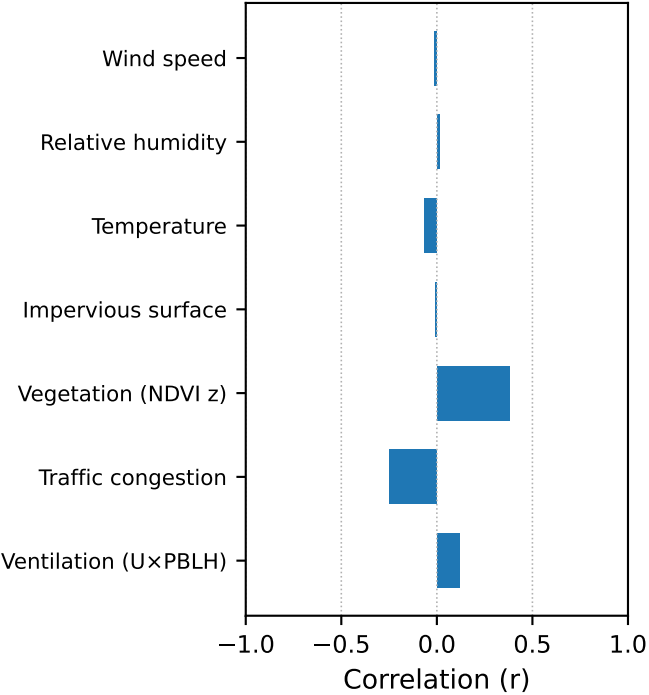 Wind speed
Relative humidity
Temperature
Impervious surface
Vegetation (NDVI z)
Traffic congestion
Ventilation (U×PBLH)
−1.0 −0.5 0.0 0.5 1.0
Correlation (r)